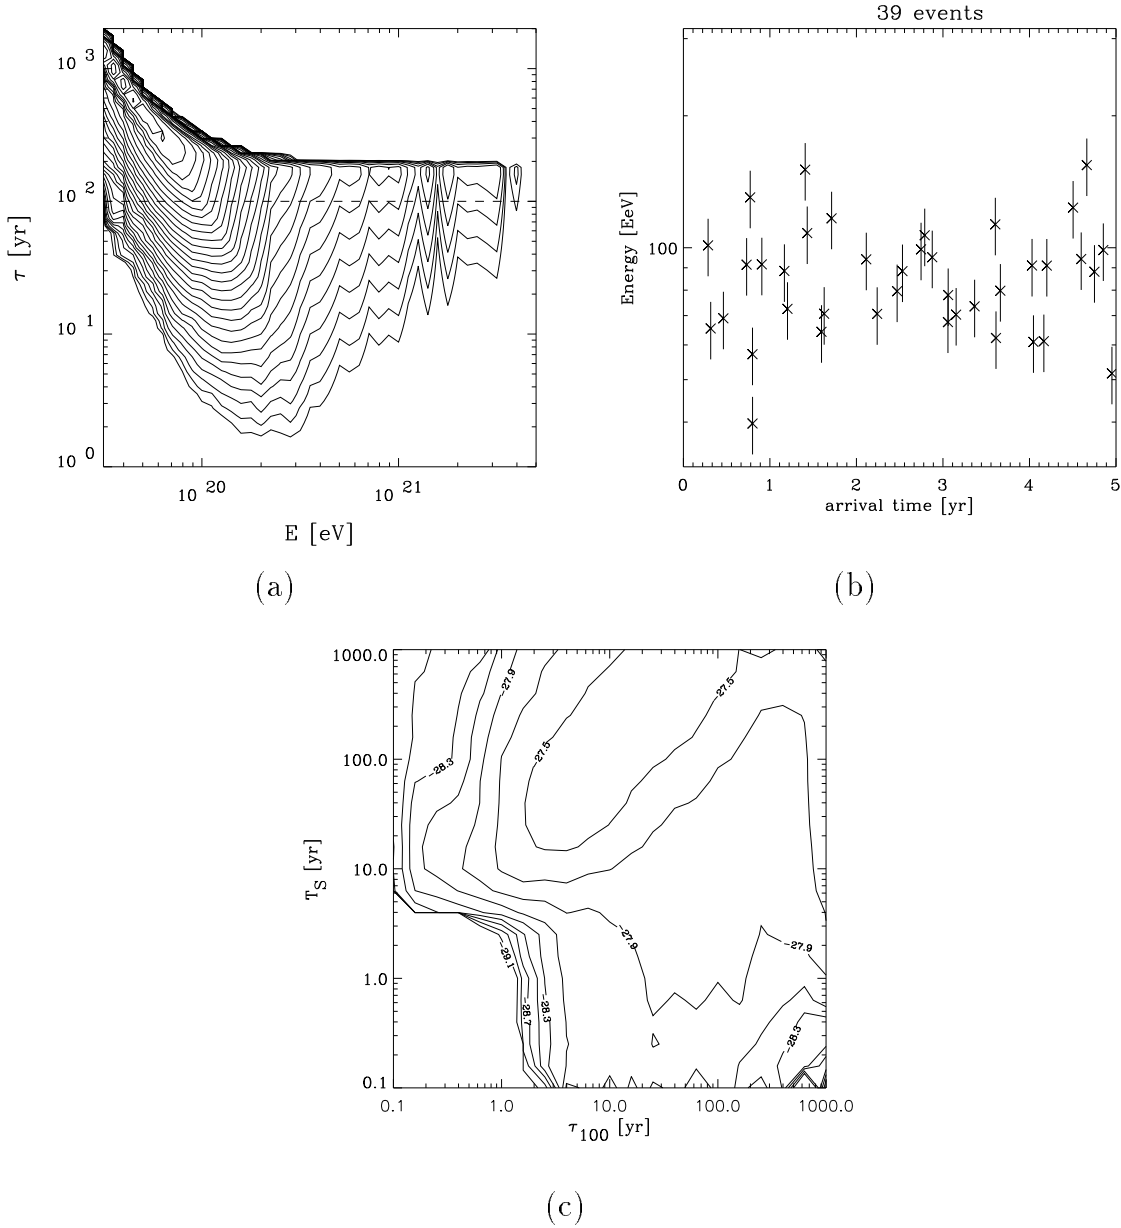 39 events
10 3
10 2
10 1
10 0
τ [yr]
10 20
10 21
E [eV]
(a)
100
Energy [EeV]
0 1 2 3 4 5
arrival time [yr]
(b)
1000.0
100.0
10.0
1.0
0.1
T_S [yr]
-27.9
-27.5
-28.3
-27.5
-27.9
-27.9
-29.1
-28.7
-28.3
-28.3
0.1 1.0 10.0 100.0 1000.0
τ_100 [yr]
(c)